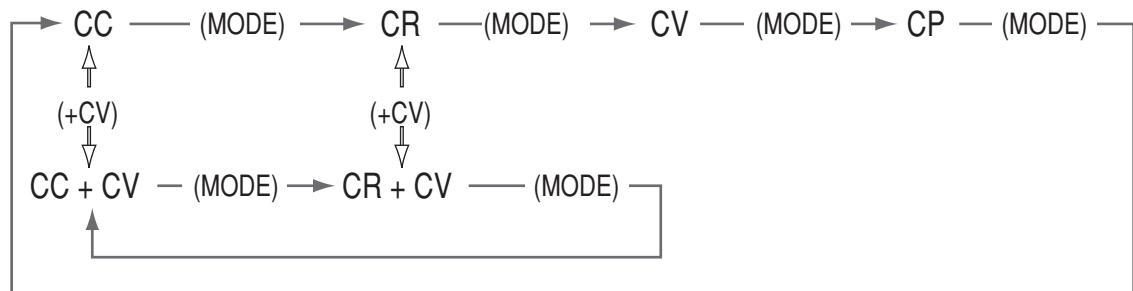 CC (MODE) CR (MODE) CV (MODE) CP (MODE)
(+CV) (+CV)
CC + CV (MODE) CR + CV (MODE)